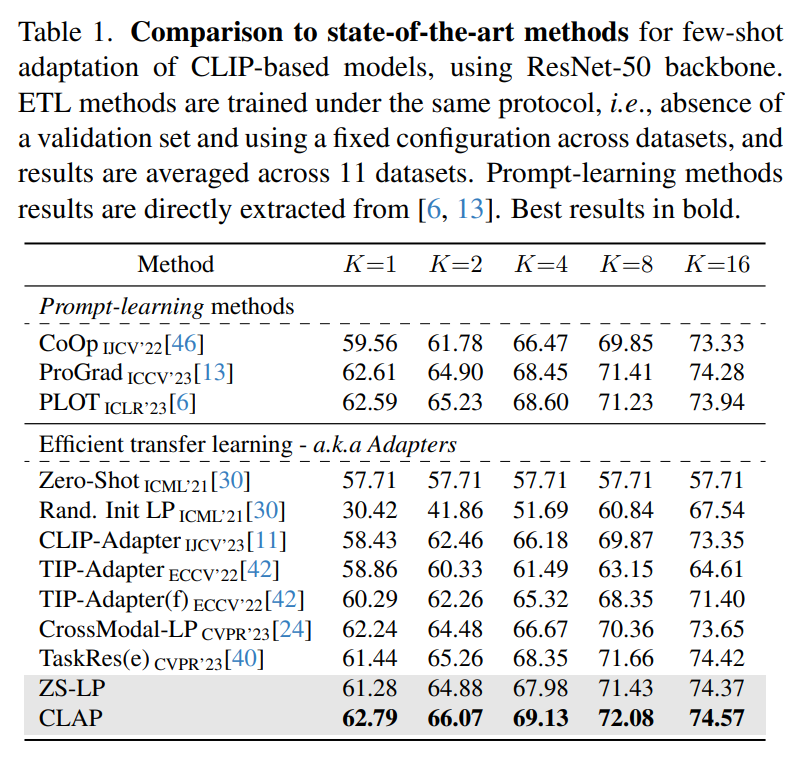 Table 1. Comparison to state-of-the-art methods for few-shot
adaptation of CLIP-based models, using ResNet-50 backbone.
ETL methods are trained under the same protocol, i.e., absence of
a validation set and using a fixed configuration across datasets, and
results are averaged across 11 datasets. Prompt-learning methods
results are directly extracted from [6, 13]. Best results in bold.
Method K=1 K=2 K=4 K=8 K=16
Prompt-learning methods
CoOp IJCV'22[46] 59.56 61.78 66.47 69.85 73.33
ProGrad ICCV'23[13] 62.61 64.90 68.45 71.41 74.28
PLOT ICLR'23[6] 62.59 65.23 68.60 71.23 73.94
Efficient transfer learning - a.k.a Adapters
Zero-Shot ICML'21[30] 57.71 57.71 57.71 57.71 57.71
Rand. Init LP ICML'21[30] 30.42 41.86 51.69 60.84 67.54
CLIP-Adapter IJCV'23[11] 58.43 62.46 66.18 69.87 73.35
TIP-Adapter ECCV'22[42] 58.86 60.33 61.49 63.15 64.61
TIP-Adapter(f) ECCV'22[42] 60.29 62.26 65.32 68.35 71.40
CrossModal-LP CVPR'23[24] 62.24 64.48 66.67 70.36 73.65
TaskRes(e) CVPR'23[40] 61.44 65.26 68.35 71.66 74.42
ZS-LP 61.28 64.88 67.98 71.43 74.37
CLAP 62.79 66.07 69.13 72.08 74.57